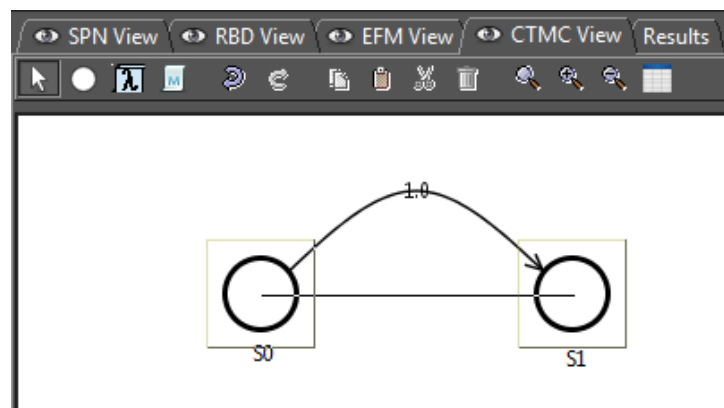 SPN View RBD View EFM View CTMC View Results
λ M
1.0
S0
S1